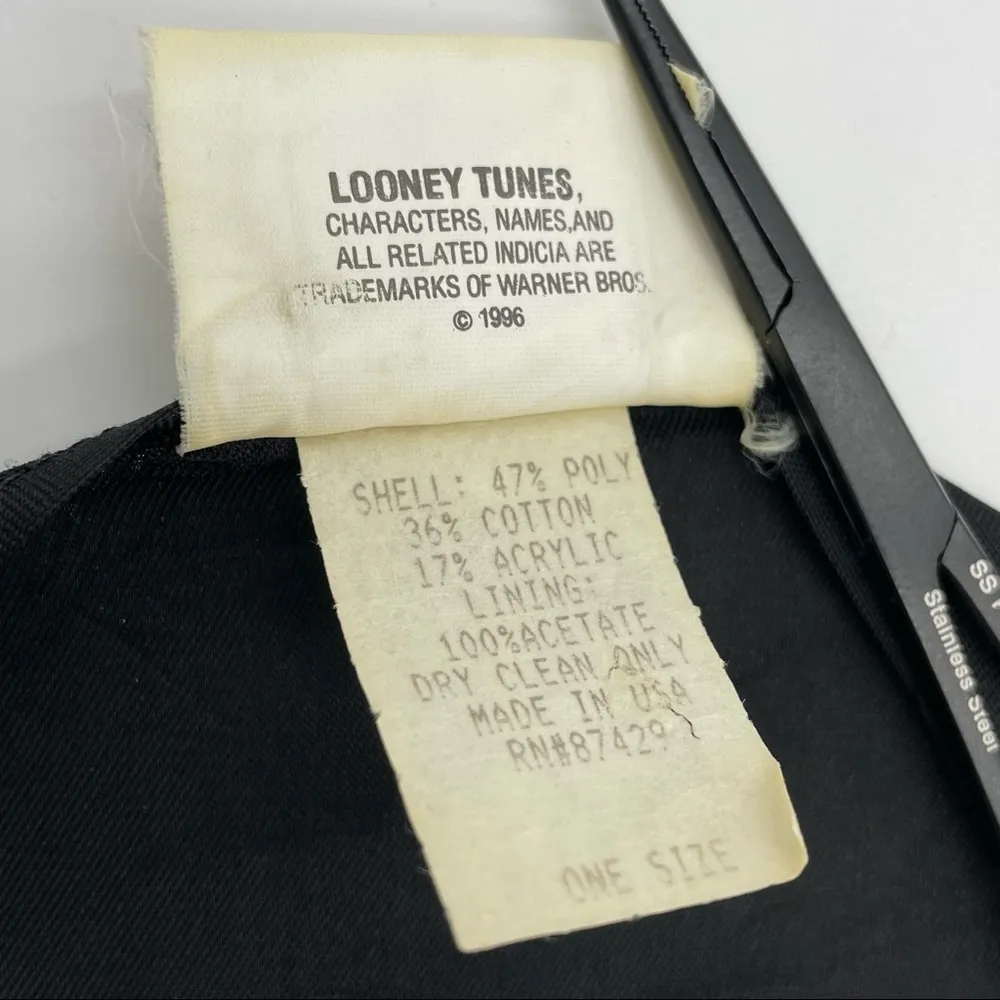 LOONEY TUNES,
CHARACTERS, NAMES,AND
ALL RELATED INDICIA ARE
TRADEMARKS OF WARNER BROS.
© 1996
SHELL: 47% POLY
36% COTTON
17% ACRYLIC
LINING:
100%ACETATE
DRY CLEAN ONLY
MADE IN USA
RN#87429
ONE SIZE
Stainless Steel